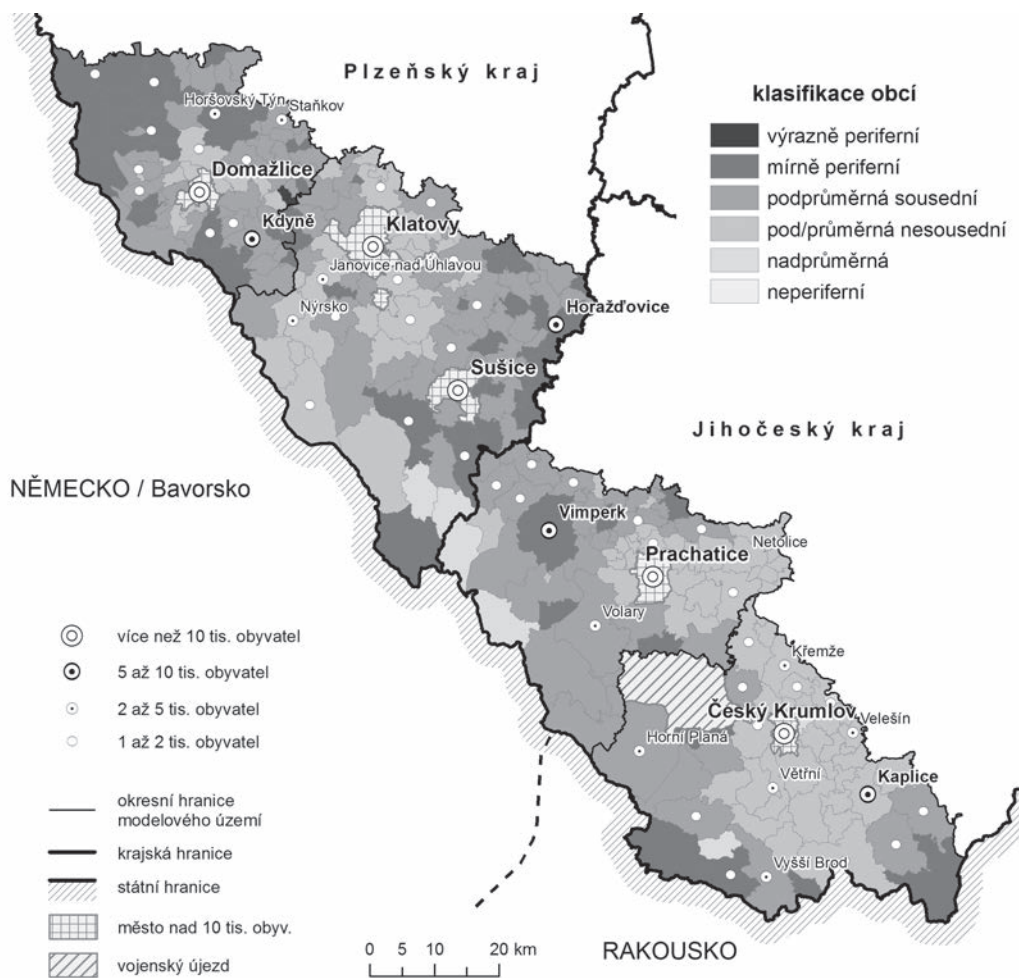 Plzeňský kraj
klasifikace obcí
výrazně periferní
mírně periferní
podprůměrná sousední
pod/průměrná nesousední
nadprůměrná
neperiferní
Horšovský Týn
Staňkov
Domažlice
Kdyně
Klatovy
Janovice nad Úhlavou
Nýrsko
Horažďovice
Sušice
Jihočeský kraj
NĚMECKO / Bavorsko
Vimperk
Netolice
Prachatice
Volary
Křemže
Český Krumlov
Velešín
Horní Planá
Větřní
Kaplice
Vyšší Brod
více než 10 tis. obyvatel
5 až 10 tis. obyvatel
2 až 5 tis. obyvatel
1 až 2 tis. obyvatel
okresní hranice
modelového území
krajská hranice
státní hranice
město nad 10 tis. obyv.
vojenský újezd
0 5 10 20 km
RAKOUSKO